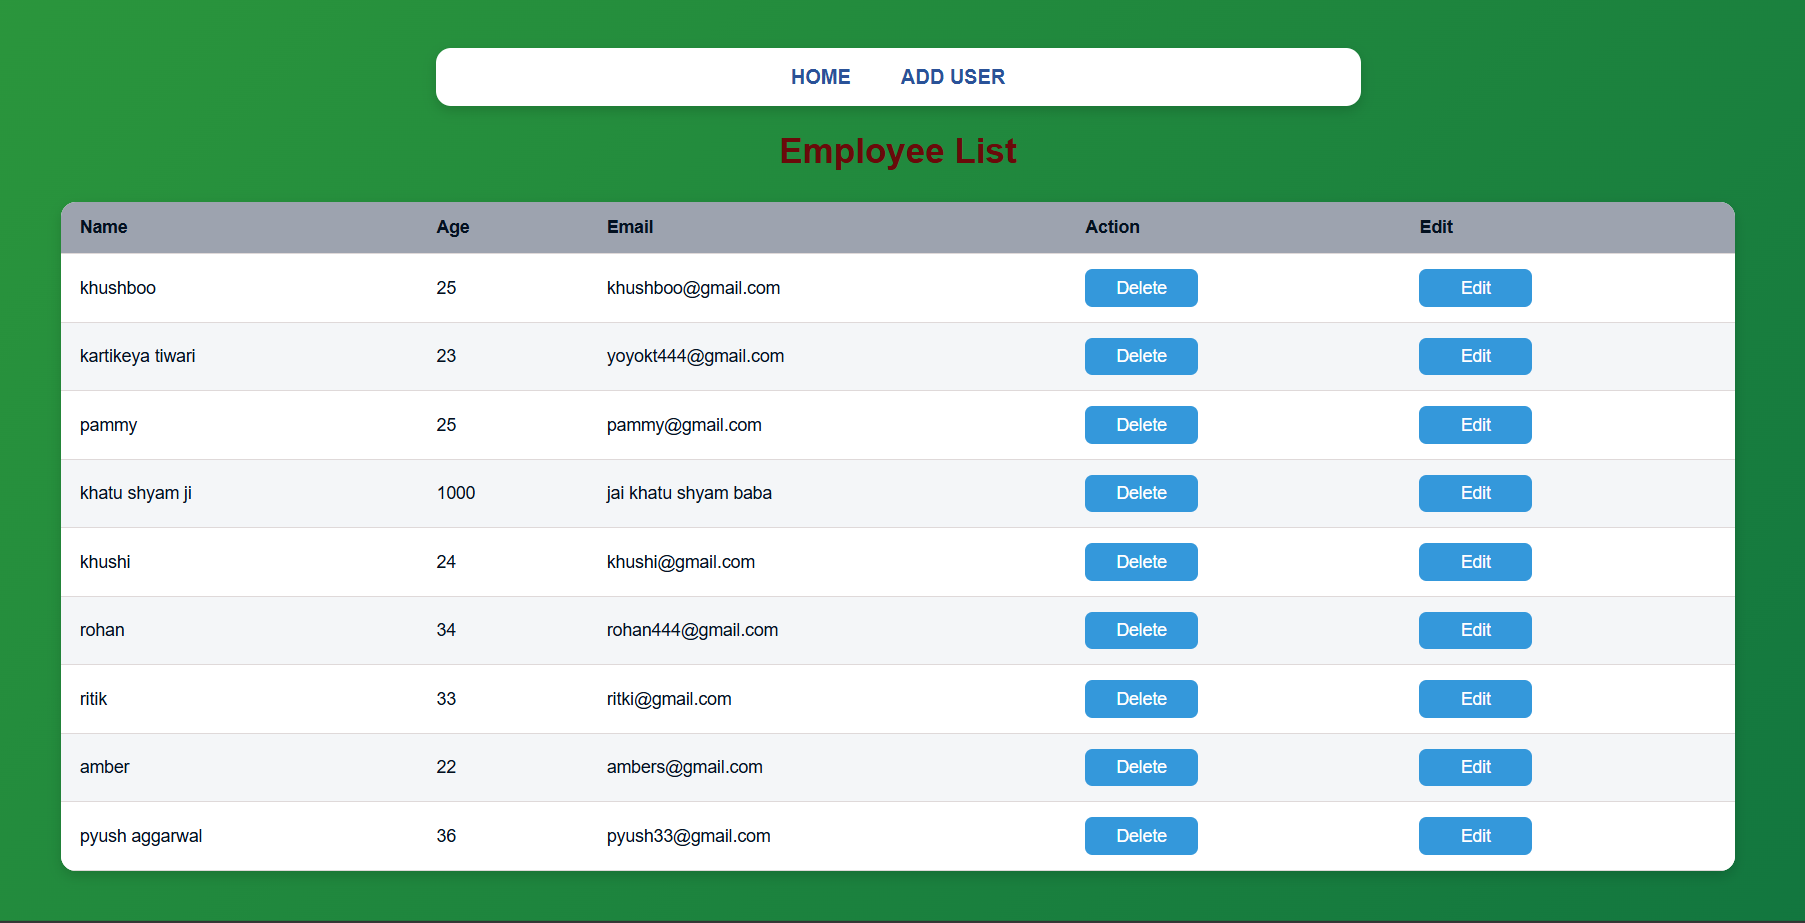 HOME ADD USER
Employee List
Name Age Email Action Edit
khushboo 25 khushboo@gmail.com Delete Edit
kartikeya tiwari 23 yoyokt444@gmail.com Delete Edit
pammy 25 pammy@gmail.com Delete Edit
khatu shyam ji 1000 jai khatu shyam baba Delete Edit
khushi 24 khushi@gmail.com Delete Edit
rohan 34 rohan444@gmail.com Delete Edit
ritik 33 ritki@gmail.com Delete Edit
amber 22 ambers@gmail.com Delete Edit
pyush aggarwal 36 pyush33@gmail.com Delete Edit